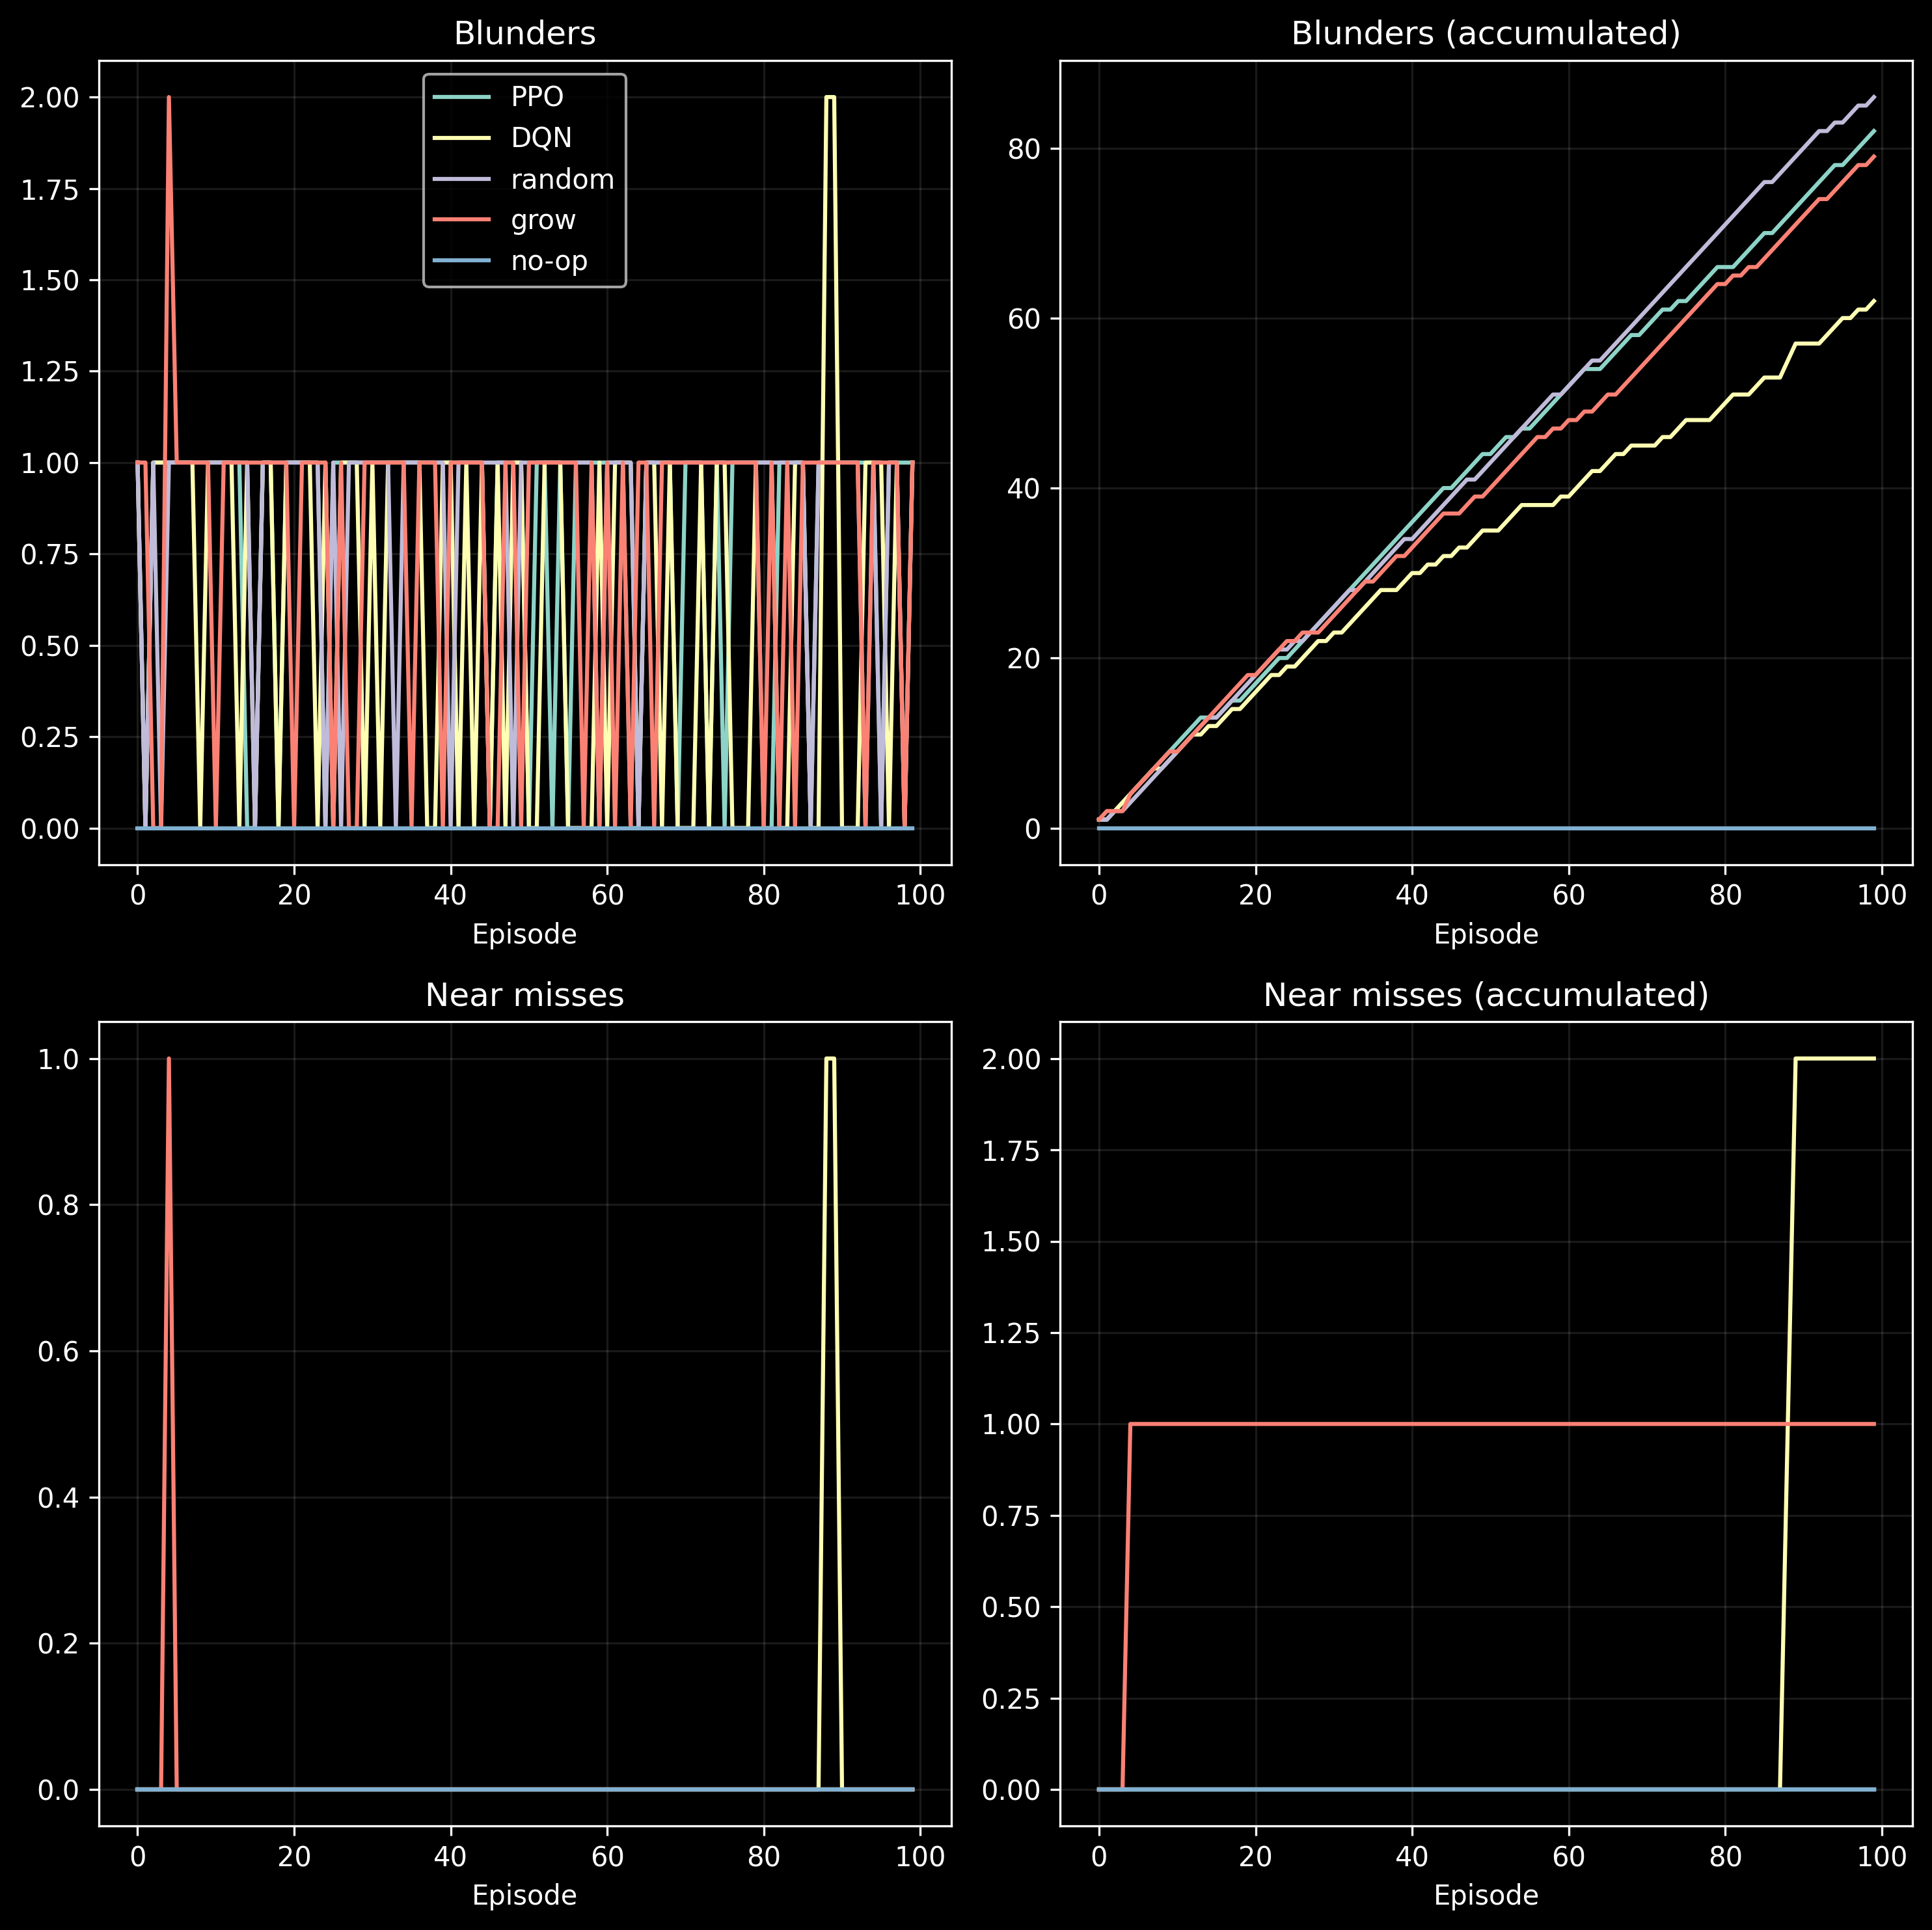 Blunders
2.00
1.75
1.50
1.25
1.00
0.75
0.50
0.25
0.00
PPO
DQN
random
grow
no-op
0 20 40 60 80 100
Episode
Blunders (accumulated)
80
60
40
20
0
0 20 40 60 80 100
Episode
Near misses
1.0
0.8
0.6
0.4
0.2
0.0
0 20 40 60 80 100
Episode
Near misses (accumulated)
2.00
1.75
1.50
1.25
1.00
0.75
0.50
0.25
0.00
0 20 40 60 80 100
Episode